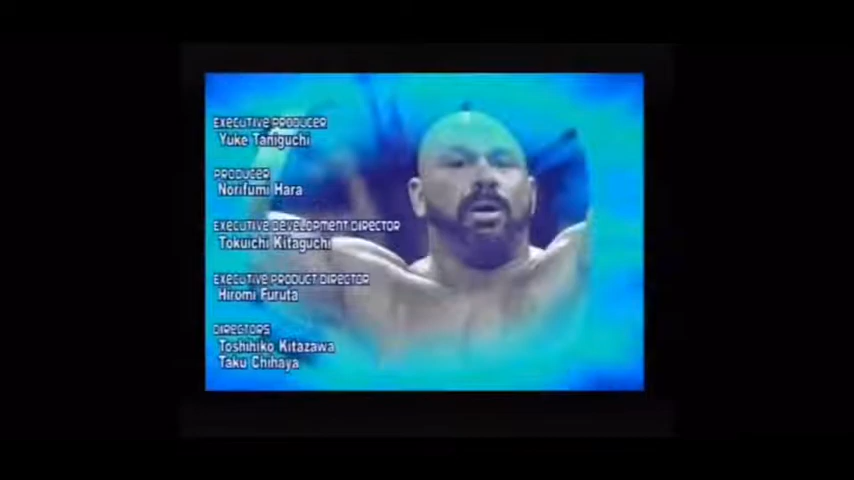 EXECUTIVE PRODUCER
Yuke Taniguchi
PRODUCER
Norifumi Hara
EXECUTIVE DEVELOPMENT DIRECTOR
Tokuichi Kitaguchi
EXECUTIVE PRODUCT DIRECTOR
Hiromi Furuta
DIRECTORS
Toshihiko Kitazawa
Taku Chihaya